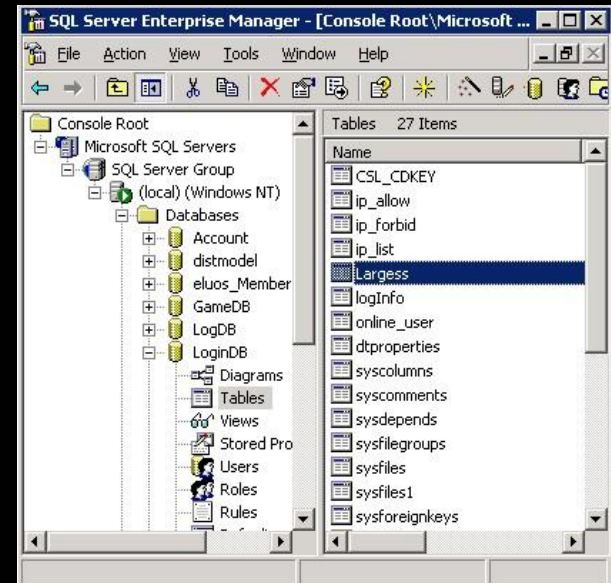 SQL Server Enterprise Manager - [Console Root\Microsoft ...
File Action View Tools Window Help
Console Root
Microsoft SQL Servers
SQL Server Group
(local) (Windows NT)
Databases
Account
distmodel
eluos_Member
GameDB
LogDB
LoginDB
Diagrams
Tables
Views
Stored Pro
Users
Roles
Rules
Tables 27 Items
Name
CSL_CDKEY
ip_allow
ip_forbid
ip_list
Largess
logInfo
online_user
dtproperties
syscolumns
syscomments
sysdepends
sysfilegroups
sysfiles
sysfiles1
sysforeignkeys